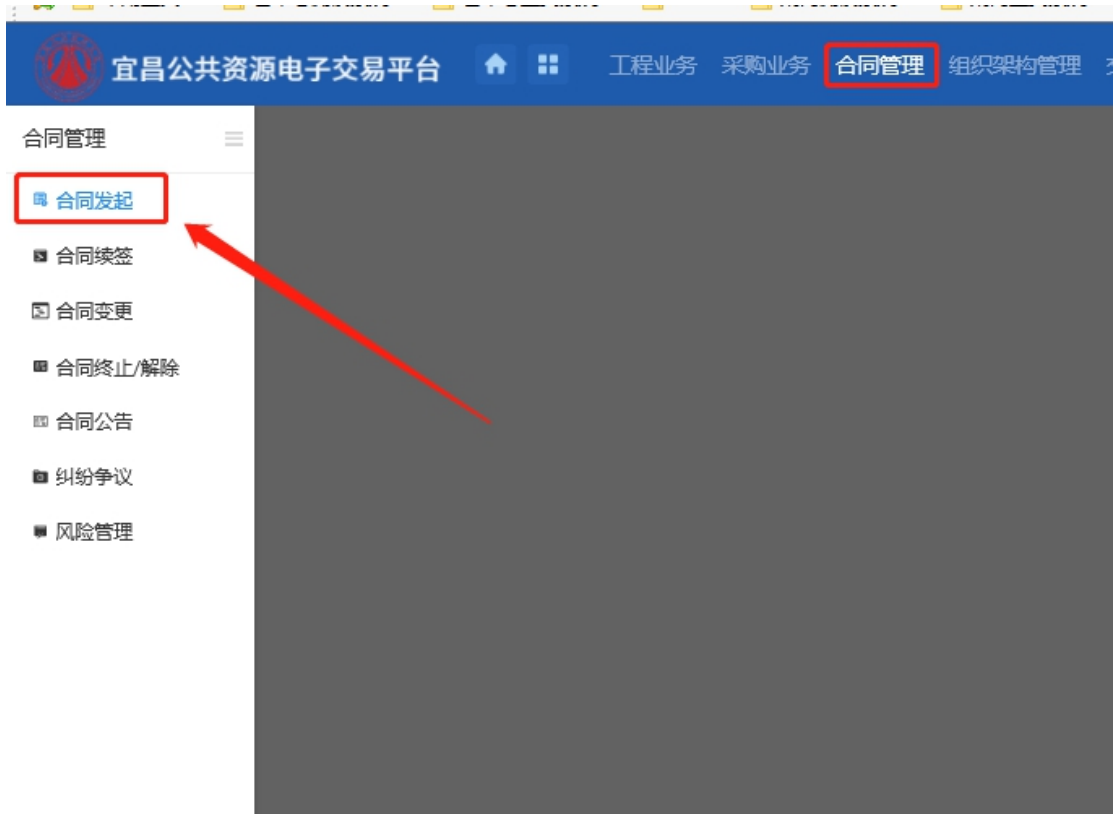 宜昌公共资源电子交易平台 工程业务 采购业务 合同管理 组织架构管理
合同管理
合同发起
合同续签
合同变更
合同终止/解除
合同公告
纠纷争议
风险管理